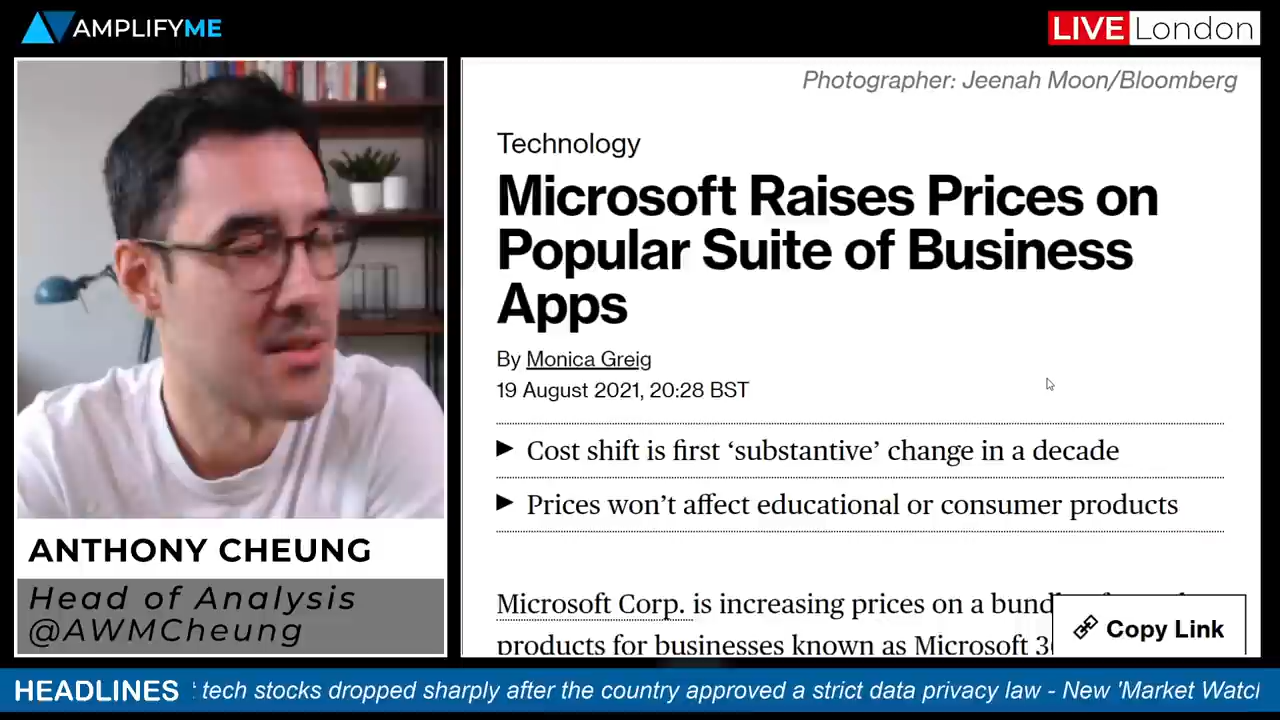 AMPLIFYME
LIVE London
Photographer: Jeenah Moon/Bloomberg
Technology
Microsoft Raises Prices on
Popular Suite of Business
Apps
By Monica Greig
19 August 2021, 20:28 BST
Cost shift is first ‘substantive’ change in a decade
Prices won’t affect educational or consumer products
Microsoft Corp. is increasing prices on a
products for businesses known as Microsoft
Copy Link
ANTHONY CHEUNG
Head of Analysis
@AWMCheung
HEADLINES ' tech stocks dropped sharply after the country approved a strict data privacy law - New 'Market